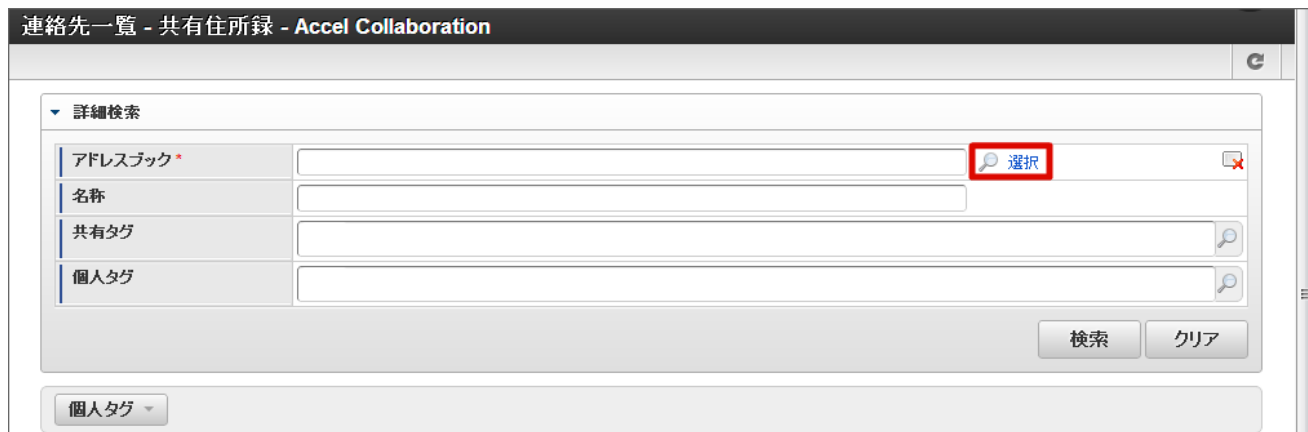 連絡先一覧 - 共有住所録 - Accel Collaboration
詳細検索
アドレスブック *
選択
名称
共有タグ
個人タグ
検索
クリア
個人タグ